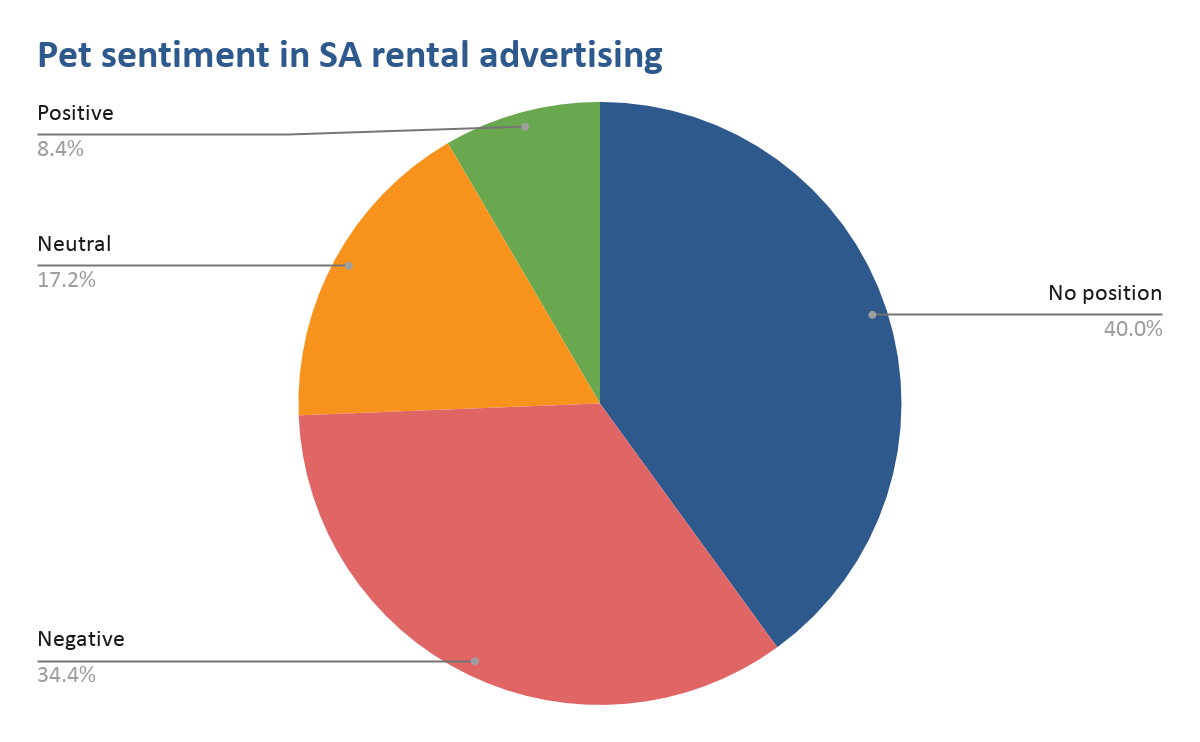 Pet sentiment in SA rental advertising
Positive
8.4%
Neutral
17.2%
No position
40.0%
Negative
34.4%